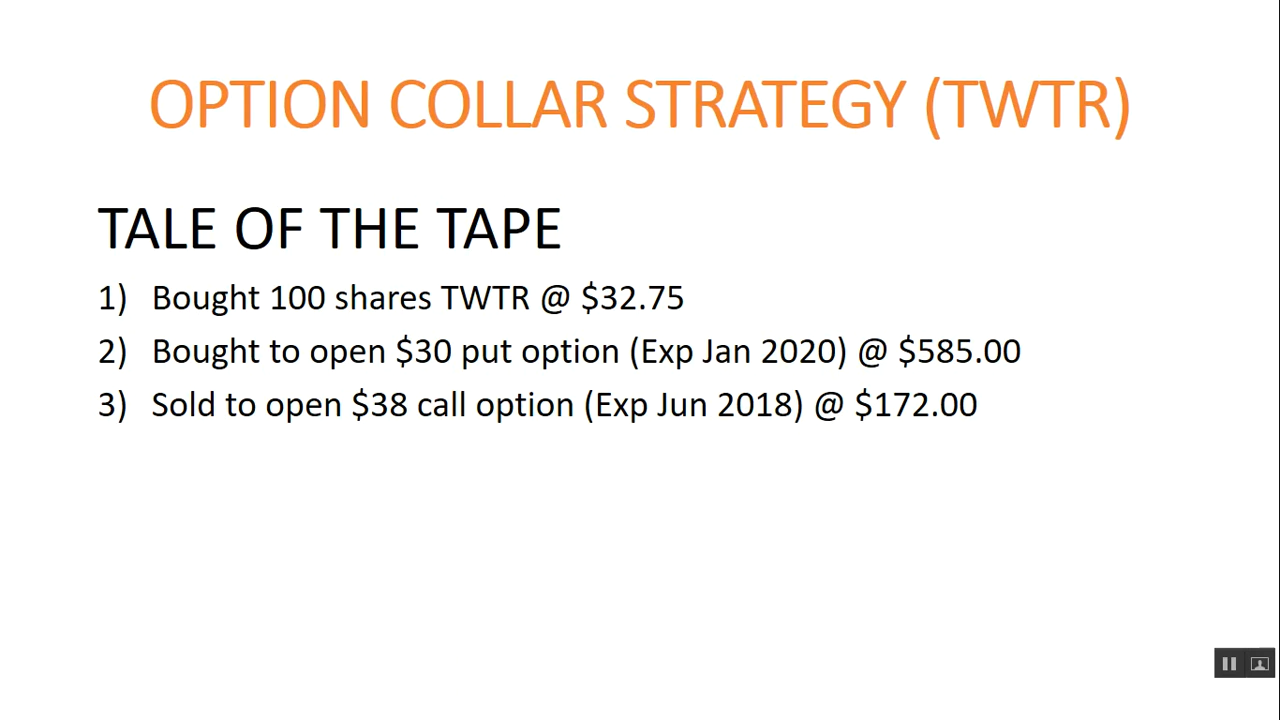 OPTION COLLAR STRATEGY (TWTR)
TALE OF THE TAPE
1) Bought 100 shares TWTR @ $32.75
2) Bought to open $30 put option (Exp Jan 2020) @ $585.00
3) Sold to open $38 call option (Exp Jun 2018) @ $172.00